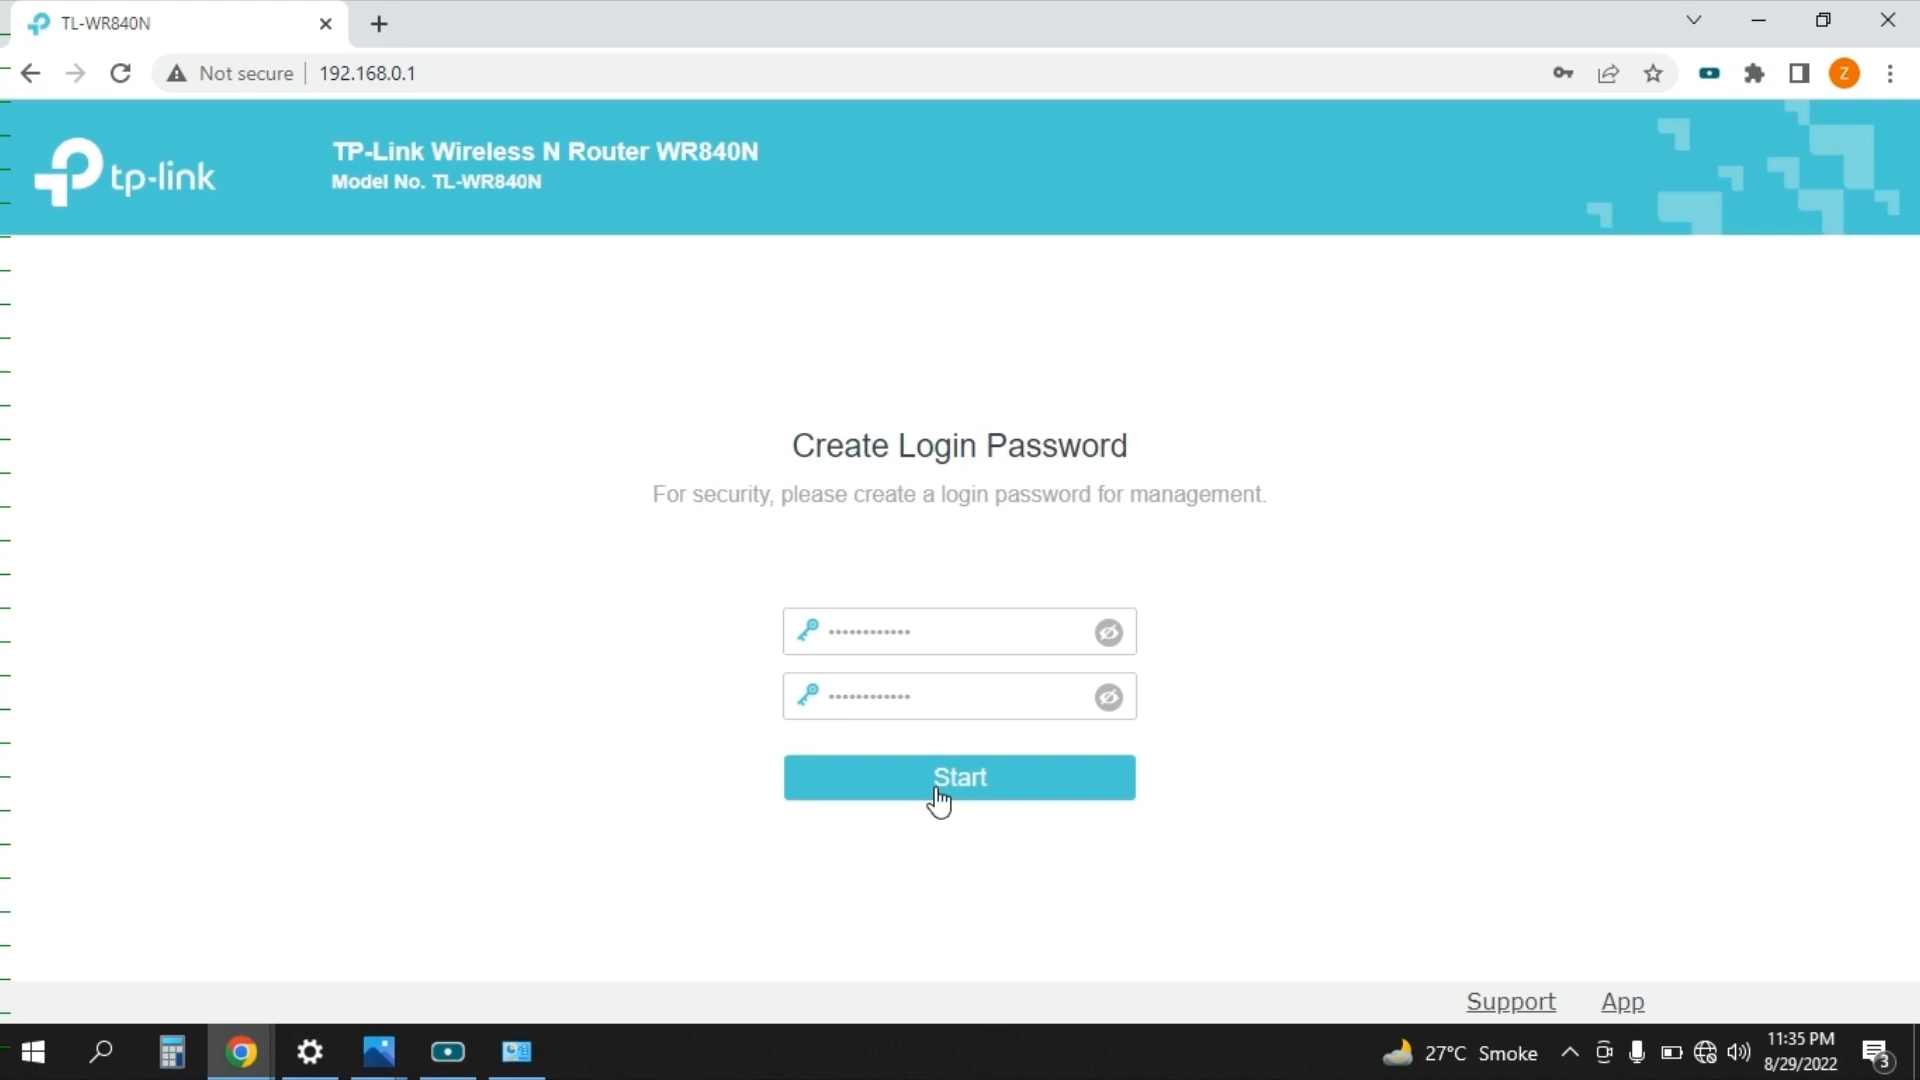 TL-WR840N
Not secure 192.168.0.1
Z
tp-link
TP-Link Wireless N Router WR840N
Model No. TL-WR840N
Create Login Password
For security, please create a login password for management.
Start
Support App
27°C Smoke
11:35 PM
8/29/2022
3